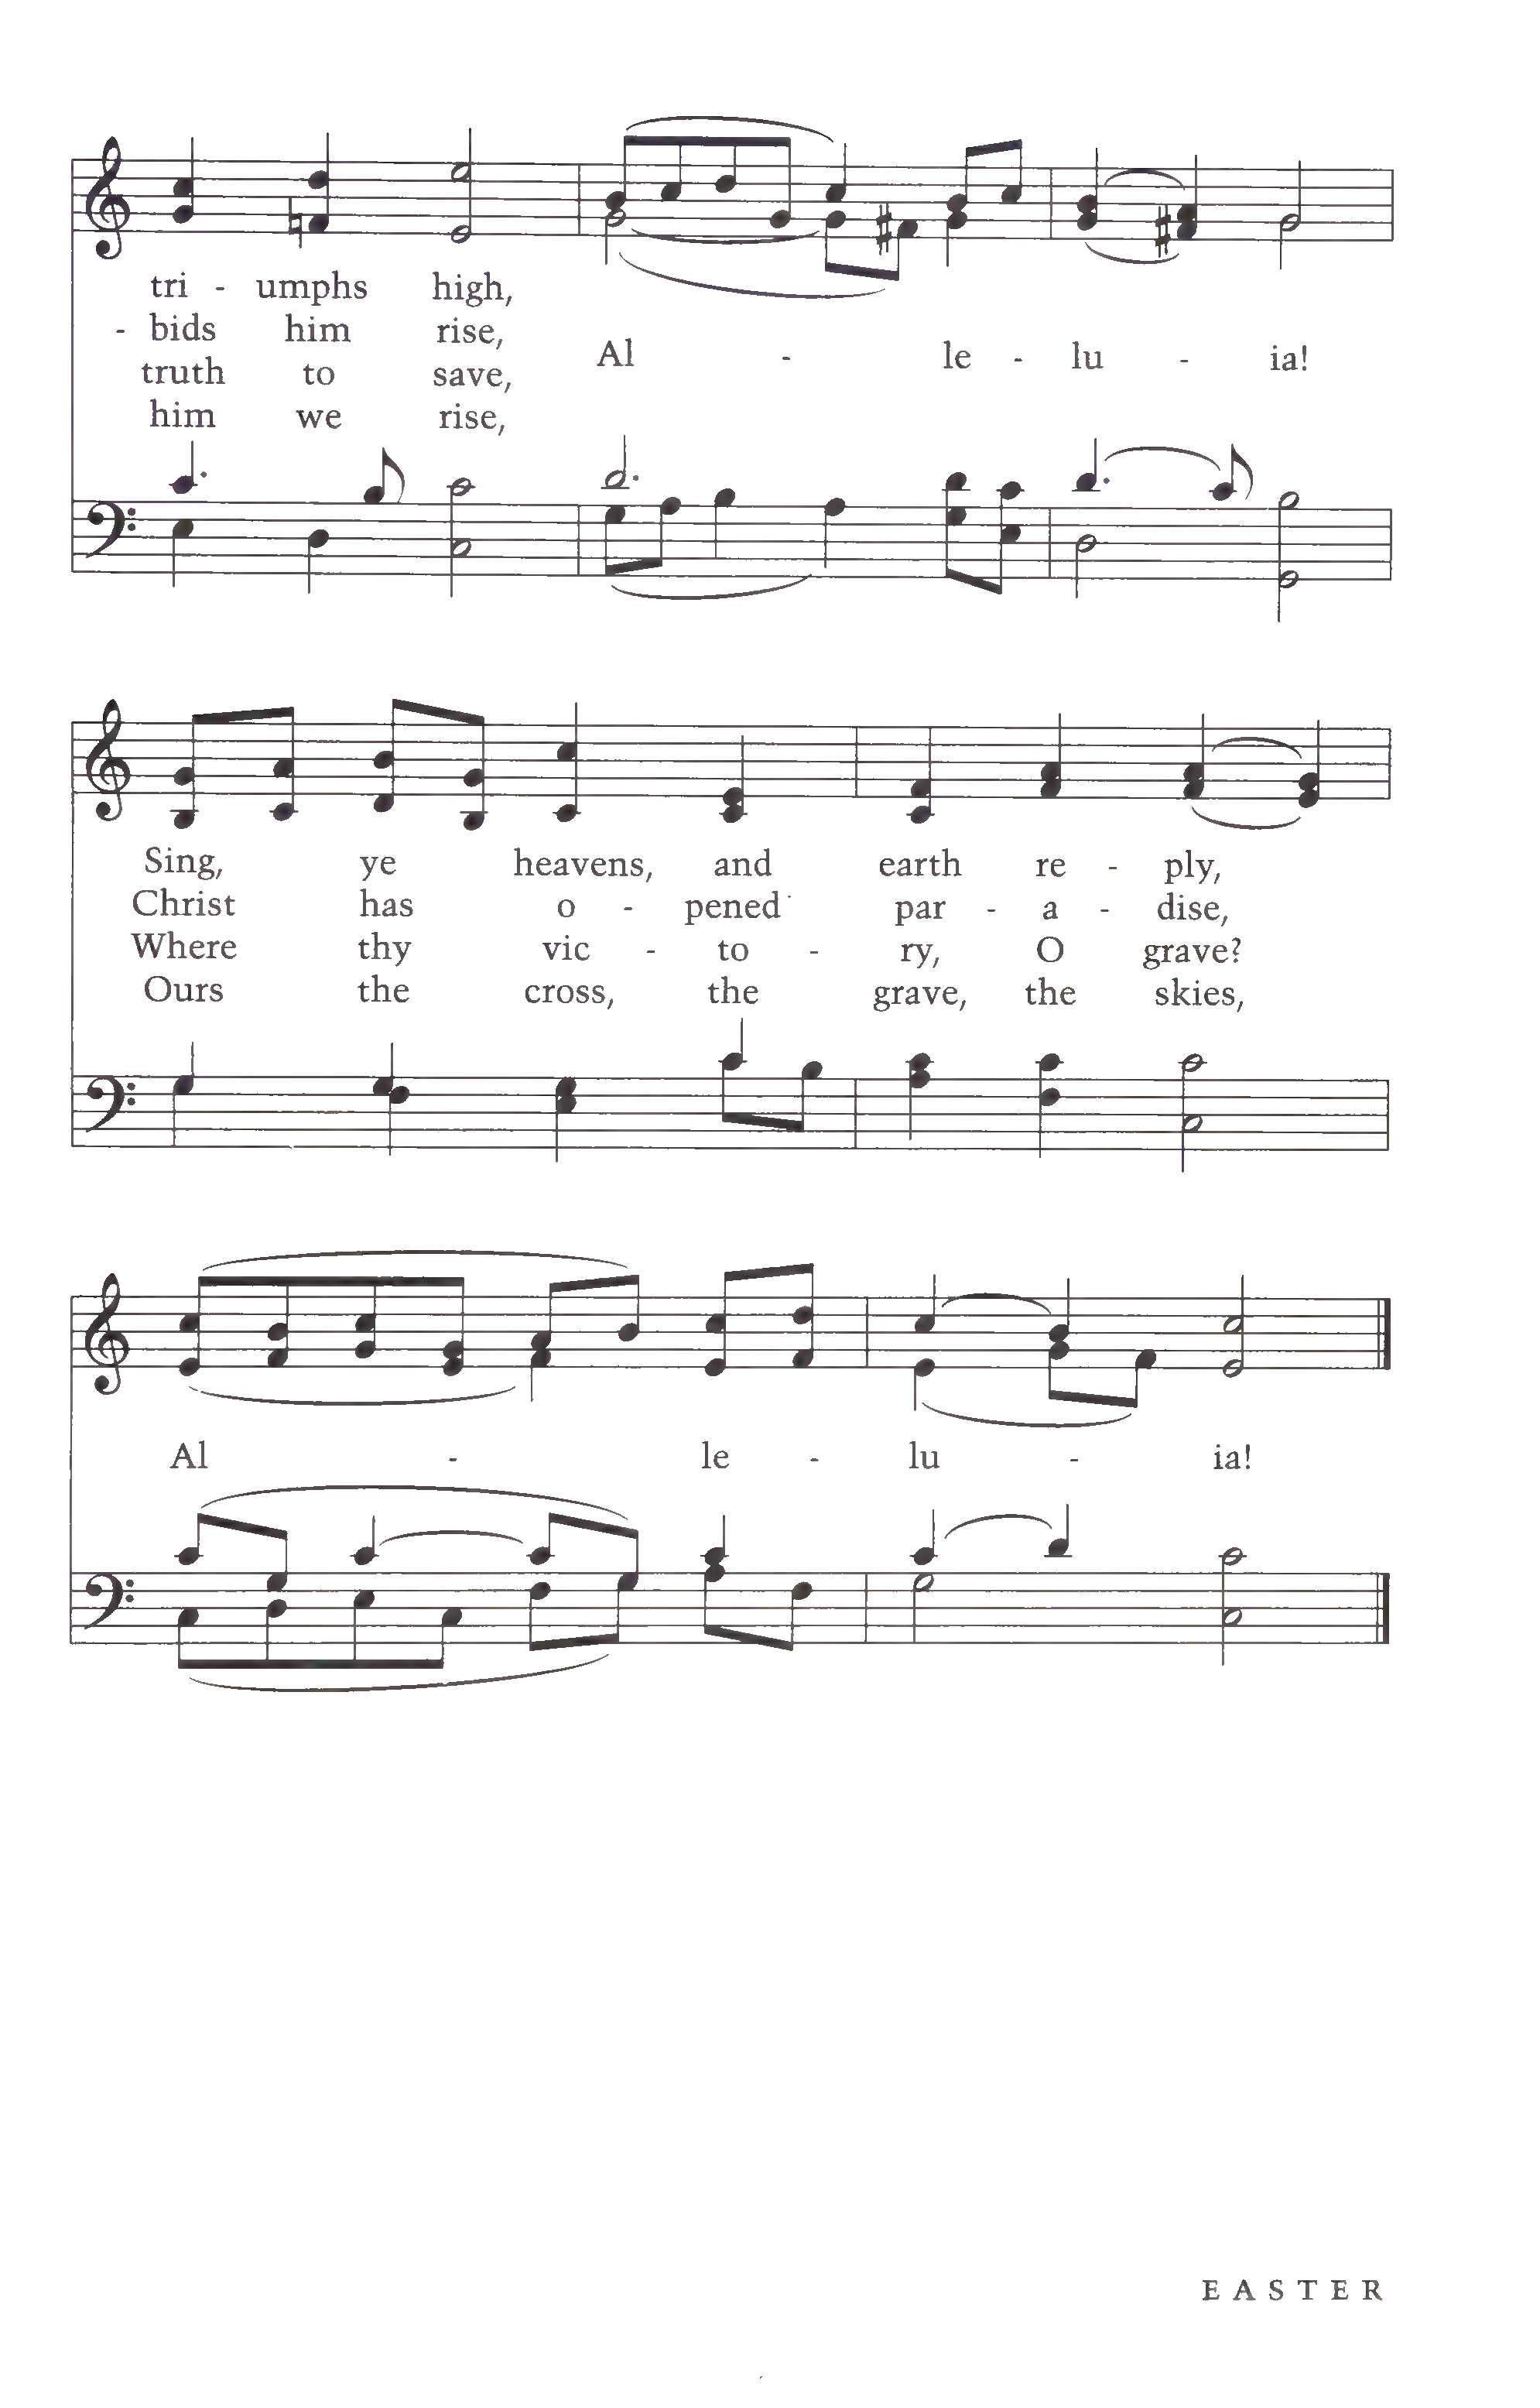 tri - umphs high,
- bids him rise,
truth to save,
him we rise,
Al - le - lu - ia!
Sing, ye heavens, and earth re - ply,
Christ has o - pened par - a - dise,
Where thy vic - to - ry, O grave?
Ours the cross, the grave, the skies,
Al - le - lu - ia!
EASTER